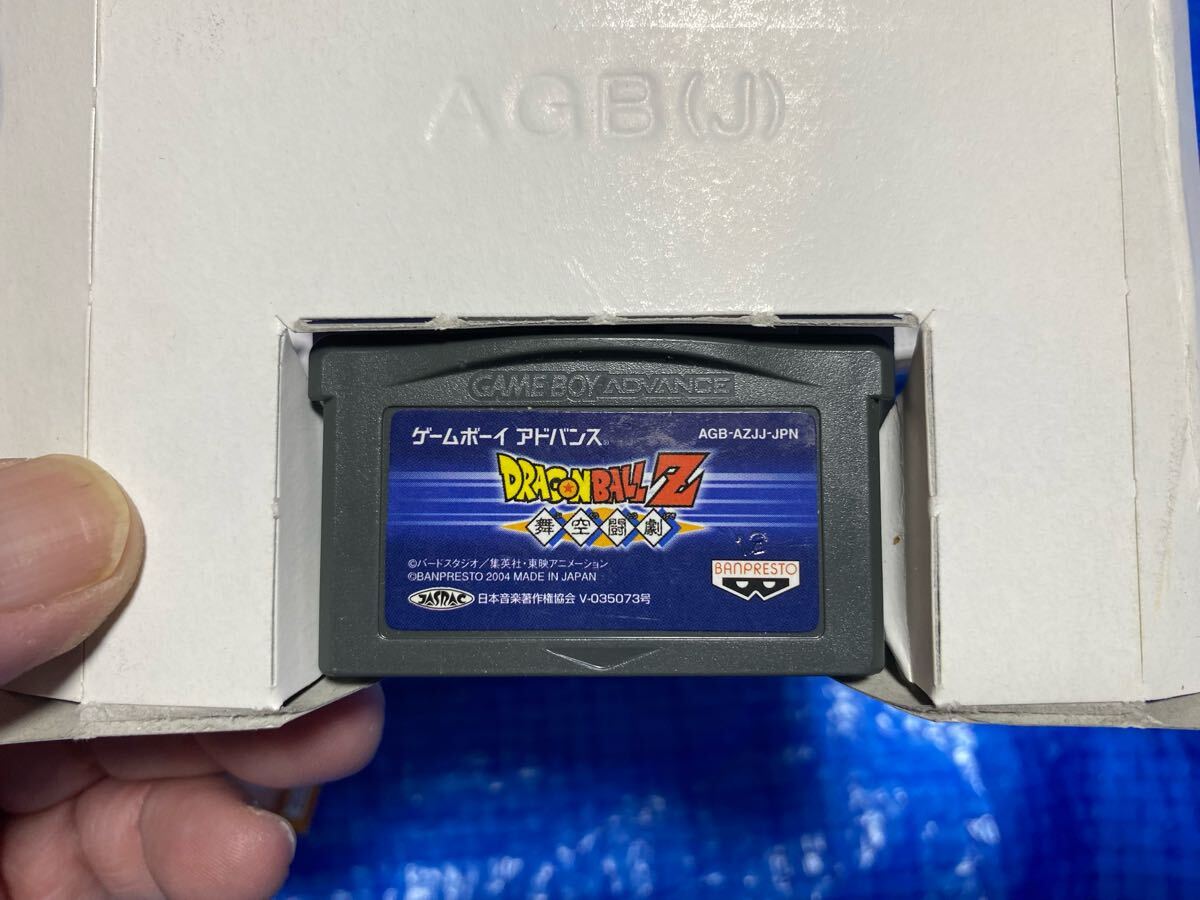 AGB(J)
GAME BOY ADVANCE
ゲームボーイ アドバンス® AGB-AZJJ-JPN
DRAGON BALL Z
舞空闘劇
12
©バードスタジオ／集英社・東映アニメーション
©BANPRESTO 2004 MADE IN JAPAN
BANPRESTO
JASRAC 日本音楽著作権協会 V-035073号